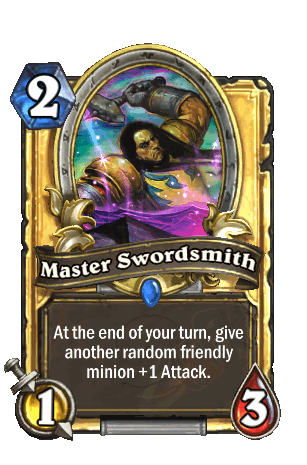 2
Master Swordsmith
At the end of your turn, give
another random friendly
minion +1 Attack.
1
3